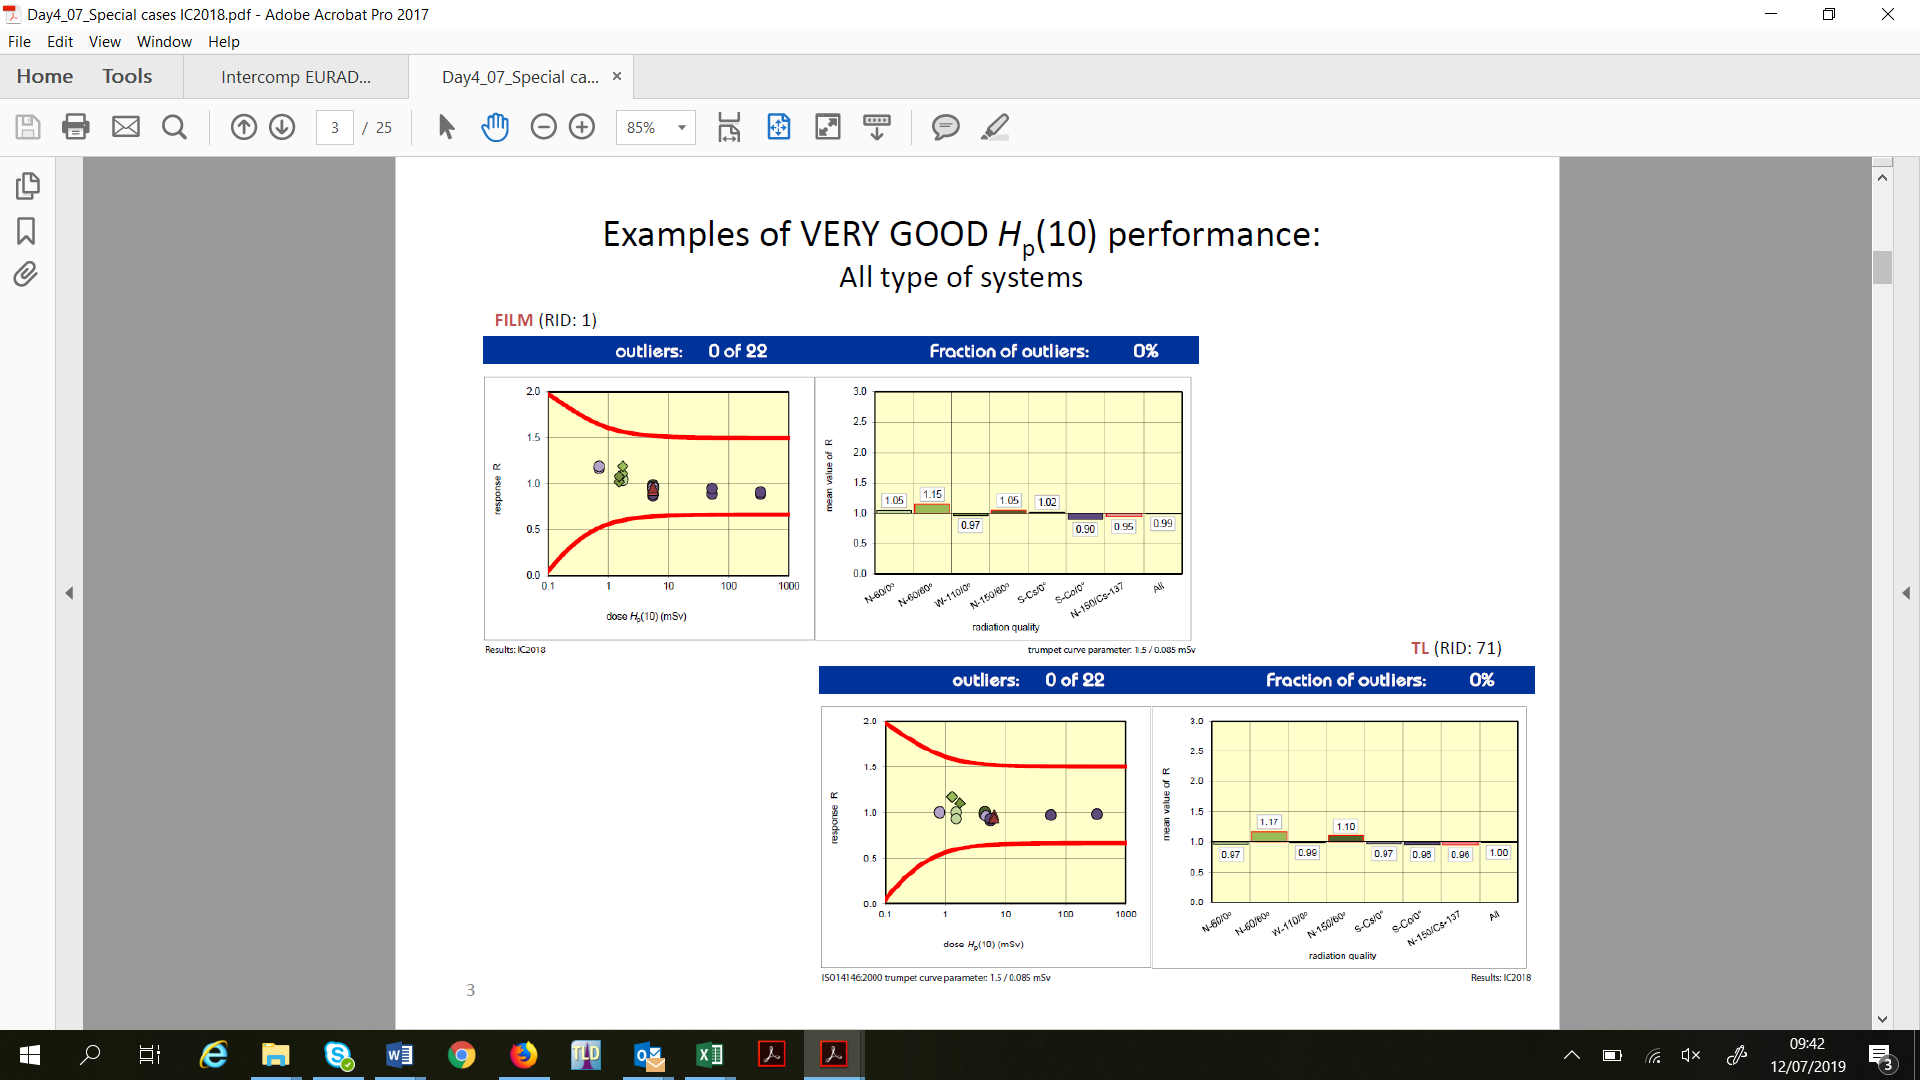 Day4_07_Special cases IC2018.pdf - Adobe Acrobat Pro 2017
File Edit View Window Help
Home Tools Intercomp EURAD... Day4_07_Special ca... ×
3 / 25 85%
Examples of VERY GOOD Hp(10) performance:
All type of systems
FILM (RID: 1)
outliers: 0 of 22 Fraction of outliers: 0%
2.0
1.5
1.0
0.5
0.0
response R
0.1 1 10 100 1000
dose Hp(10) (mSv)
3.0
2.5
2.0
1.5
1.0
0.5
0.0
mean value of R
1.05 1.15 0.97 1.05 1.02 0.90 0.95 0.99
N-60/0° N-60/60° W-110/0° N-150/60° S-Cs/0° S-Co/0° N-150/Cs-137 All
radiation quality
Results: IC2018 trumpet curve parameter: 1.5 / 0.085 mSv
TL (RID: 71)
outliers: 0 of 22 Fraction of outliers: 0%
2.0
1.5
1.0
0.5
0.0
response R
0.1 1 10 100 1000
dose Hp(10) (mSv)
3.0
2.5
2.0
1.5
1.0
0.5
0.0
mean value of R
0.97 1.17 0.99 1.10 0.97 0.96 0.96 1.00
N-60/0° N-60/60° W-110/0° N-150/60° S-Cs/0° S-Co/0° N-150/Cs-137 All
radiation quality
ISO14146:2000 trumpet curve parameter: 1.5 / 0.085 mSv Results: IC2018
3
TLD
09:42
12/07/2019
3